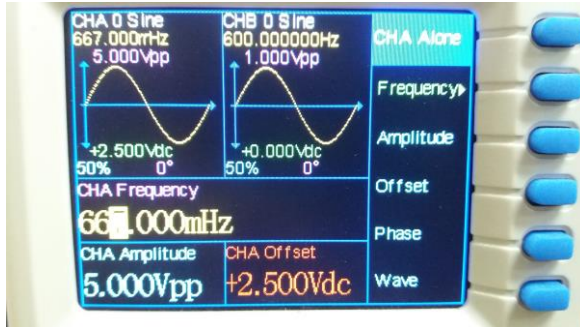 CHA 0 Sine
667.000mHz
5.000Vpp
+2.500Vdc
50% 0°
CHB 0 Sine
600.000000Hz
1.000Vpp
+0.000Vdc
50% 0°
CHA Frequency
667.000mHz
CHA Amplitude
5.000Vpp
CHA Offset
+2.500Vdc
CHA Alone
Frequency
Amplitude
Offset
Phase
Wave